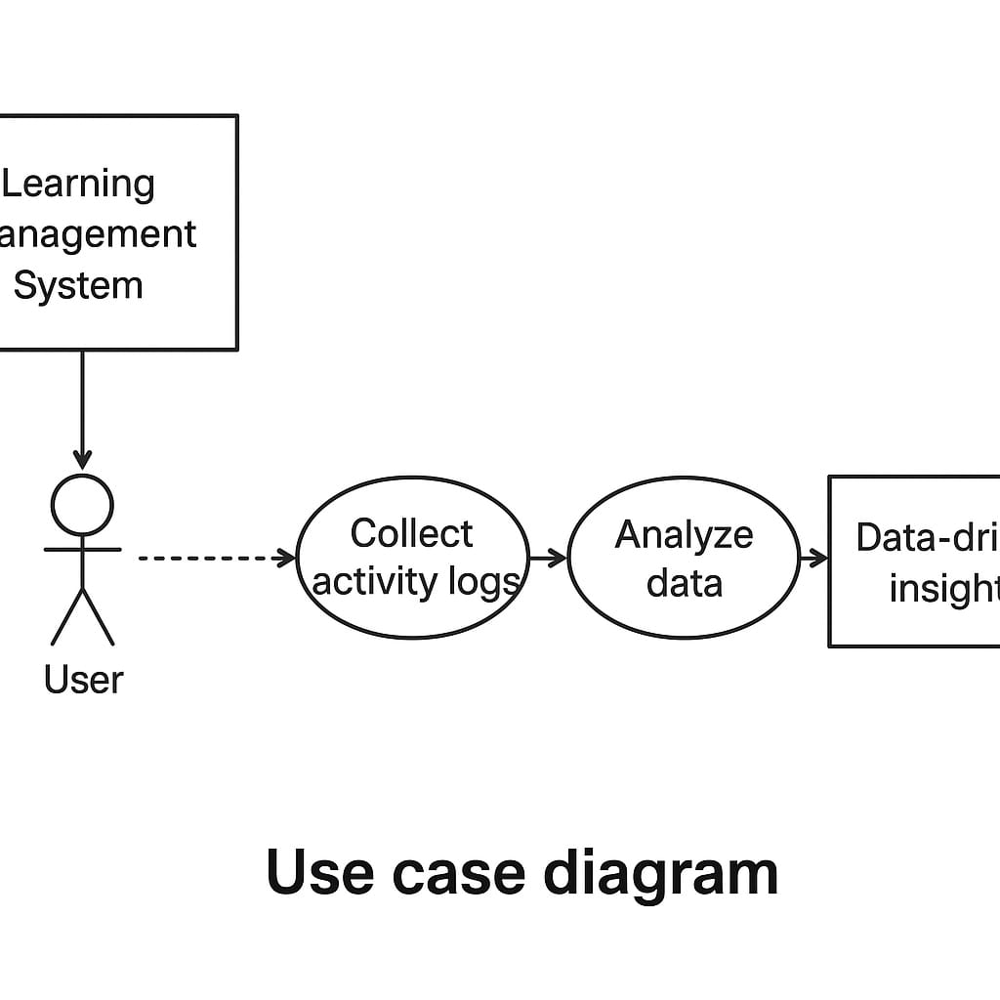 Learning
anagement
System
User
Collect
activity logs
Analyze
data
Data-dri
insight
Use case diagram